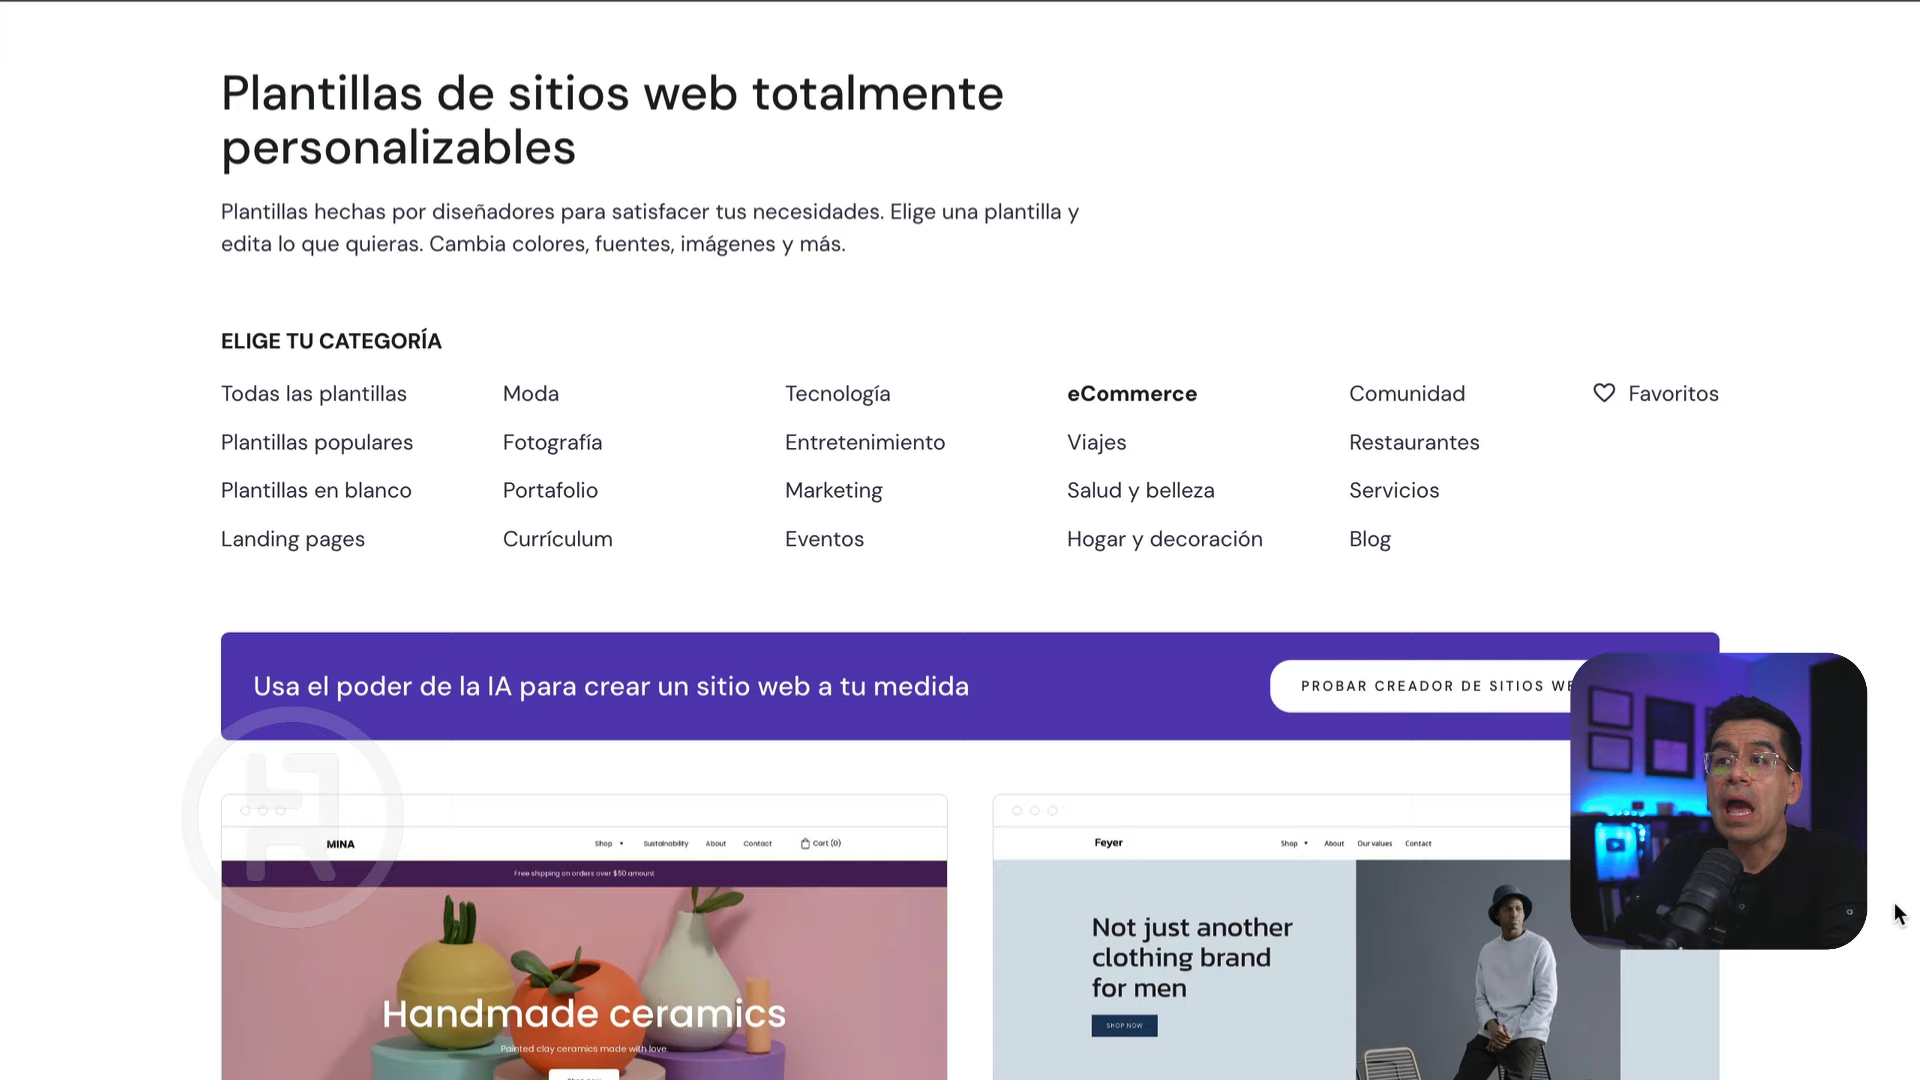 Plantillas de sitios web totalmente
personalizables
Plantillas hechas por diseñadores para satisfacer tus necesidades. Elige una plantilla y
edita lo que quieras. Cambia colores, fuentes, imágenes y más.
ELIGE TU CATEGORÍA
Todas las plantillas Moda Tecnología eCommerce Comunidad Favoritos
Plantillas populares Fotografía Entretenimiento Viajes Restaurantes
Plantillas en blanco Portafolio Marketing Salud y belleza Servicios
Landing pages Currículum Eventos Hogar y decoración Blog
Usa el poder de la IA para crear un sitio web a tu medida
PROBAR CREADOR DE SITIOS WE
MINA Shop Sustainability About Contact Cart (0)
Free shipping on orders over $50 amount
Handmade ceramics
Painted clay ceramics made with love.
Feyer Shop About Our values Contact
Not just another
clothing brand
for men
SHOP NOW